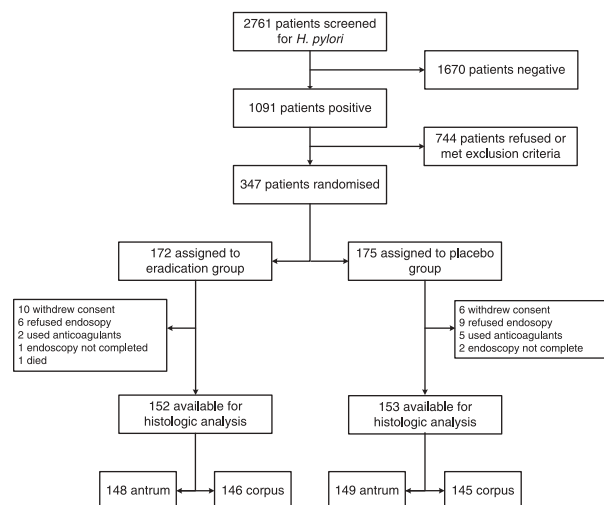 2761 patients screened
for H. pylori
1670 patients negative
1091 patients positive
744 patients refused or
met exclusion criteria
347 patients randomised
172 assigned to
eradication group
175 assigned to placebo
group
10 withdrew consent
6 refused endosopy
2 used anticoagulants
1 endoscopy not completed
1 died
6 withdrew consent
9 refused endosopy
5 used anticoagulants
2 endoscopy not complete
152 available for
histologic analysis
153 available for
histologic analysis
148 antrum
146 corpus
149 antrum
145 corpus